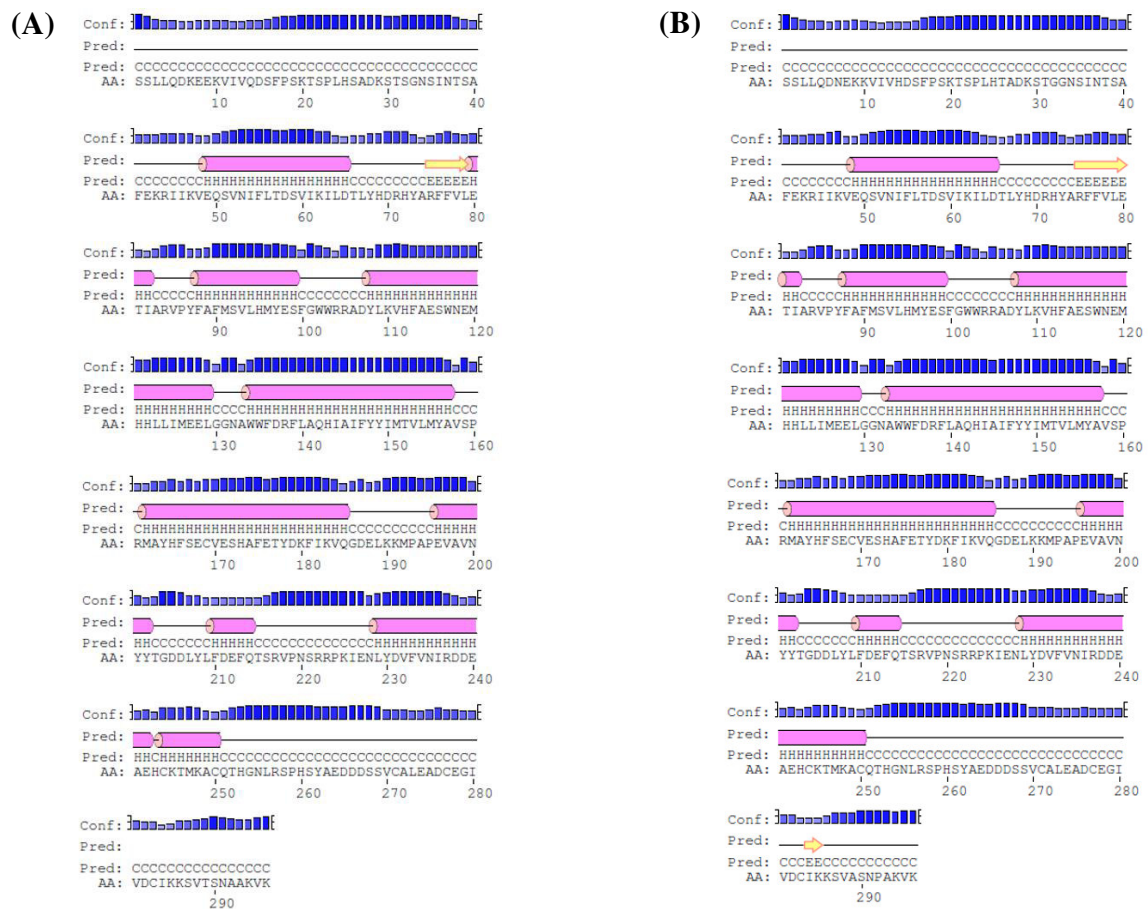 (A)
Conf:
Pred:
Pred: CCCCCCCCCCCCCCCCCCCCCCCCCCCCCCCCCCCCCCCC
AA: SSLLQDKEEKVIVQDSFPSKTSPLHSADKSTSGNSINTSA
10 20 30 40
Conf:
Pred:
Pred: CCCCCCCCHHHHHHHHHHHHHHHHHCCCCCCCCCEEEEEH
AA: FEKRIIKVEQSVNIFLTDSVIKILDTLYHDRHYARFFVLE
50 60 70 80
Conf:
Pred:
Pred: HHCCCCCHHHHHHHHHHHHCCCCCCCCHHHHHHHHHHHHH
AA: TIARVPYFAFMSVLHMYESFGWWRRADYLKVHFAESWNEM
90 100 110 120
Conf:
Pred:
Pred: HHHHHHHHHCCCCHHHHHHHHHHHHHHHHHHHHHHHHCCC
AA: HHLLIMEELGGNAWWFDRFLAQHIAIFYYIMTVLMYAVSP
130 140 150 160
Conf:
Pred:
Pred: CHHHHHHHHHHHHHHHHHHHHHHHHCCCCCCCCCCHHHHH
AA: RMAYHFSECVESHAFETYDKFIKVQGDELKKMPAPEVAVN
170 180 190 200
Conf:
Pred:
Pred: HHCCCCCCCHHHHHCCCCCCCCCCCCCCHHHHHHHHHHHH
AA: YYTGDDLYLFDEFQTSRVPNSRRPKIENLYDVFVNIRDDE
210 220 230 240
Conf:
Pred:
Pred: HHCHHHHHHHCCCCCCCCCCCCCCCCCCCCCCCCCCCCCC
AA: AEHCKTMKACQTHGNLRSPHSYAEDDDSSVCALEADCEGI
250 260 270 280
Conf:
Pred:
Pred: CCCCCCCCCCCCCCCC
AA: VDCIKKSVTSNAAKVK
290
(B)
Conf:
Pred:
Pred: CCCCCCCCCCCCCCCCCCCCCCCCCCCCCCCCCCCCCCCC
AA: SSLLQDNEKKVIVHDSFPSKTSPLHTADKSTGGNSINTSA
10 20 30 40
Conf:
Pred:
Pred: CCCCCCCCHHHHHHHHHHHHHHHHHCCCCCCCCCEEEEEE
AA: FEKRIIKVEQSVNIFLTDSVIKILDTLYHDRHYARFFVLE
50 60 70 80
Conf:
Pred:
Pred: HHCCCCCHHHHHHHHHHHHCCCCCCCCHHHHHHHHHHHHH
AA: TIARVPYFAFMSVLHMYESFGWWRRADYLKVHFAESWNEM
90 100 110 120
Conf:
Pred:
Pred: HHHHHHHHHCCCHHHHHHHHHHHHHHHHHHHHHHHHHCCC
AA: HHLLIMEELGGNAWWFDRFLAQHIAIFYYIMTVLMYAVSP
130 140 150 160
Conf:
Pred:
Pred: CHHHHHHHHHHHHHHHHHHHHHHHHCCCCCCCCCCHHHHH
AA: RMAYHFSECVESHAFETYDKFIKVQGDELKKMPAPEVAVN
170 180 190 200
Conf:
Pred:
Pred: HHCCCCCCCHHHHHCCCCCCCCCCCCCCHHHHHHHHHHHH
AA: YYTGDDLYLFDEFQTSRVPNSRRPKIENLYDVFVNIRDDE
210 220 230 240
Conf:
Pred:
Pred: HHHHHHHHHHCCCCCCCCCCCCCCCCCCCCCCCCCCCCCC
AA: AEHCKTMKACQTHGNLRSPHSYAEDDDSSVCALEADCEGI
250 260 270 280
Conf:
Pred:
Pred: CCCEECCCCCCCCCCC
AA: VDCIKKSVASNPAKVK
290